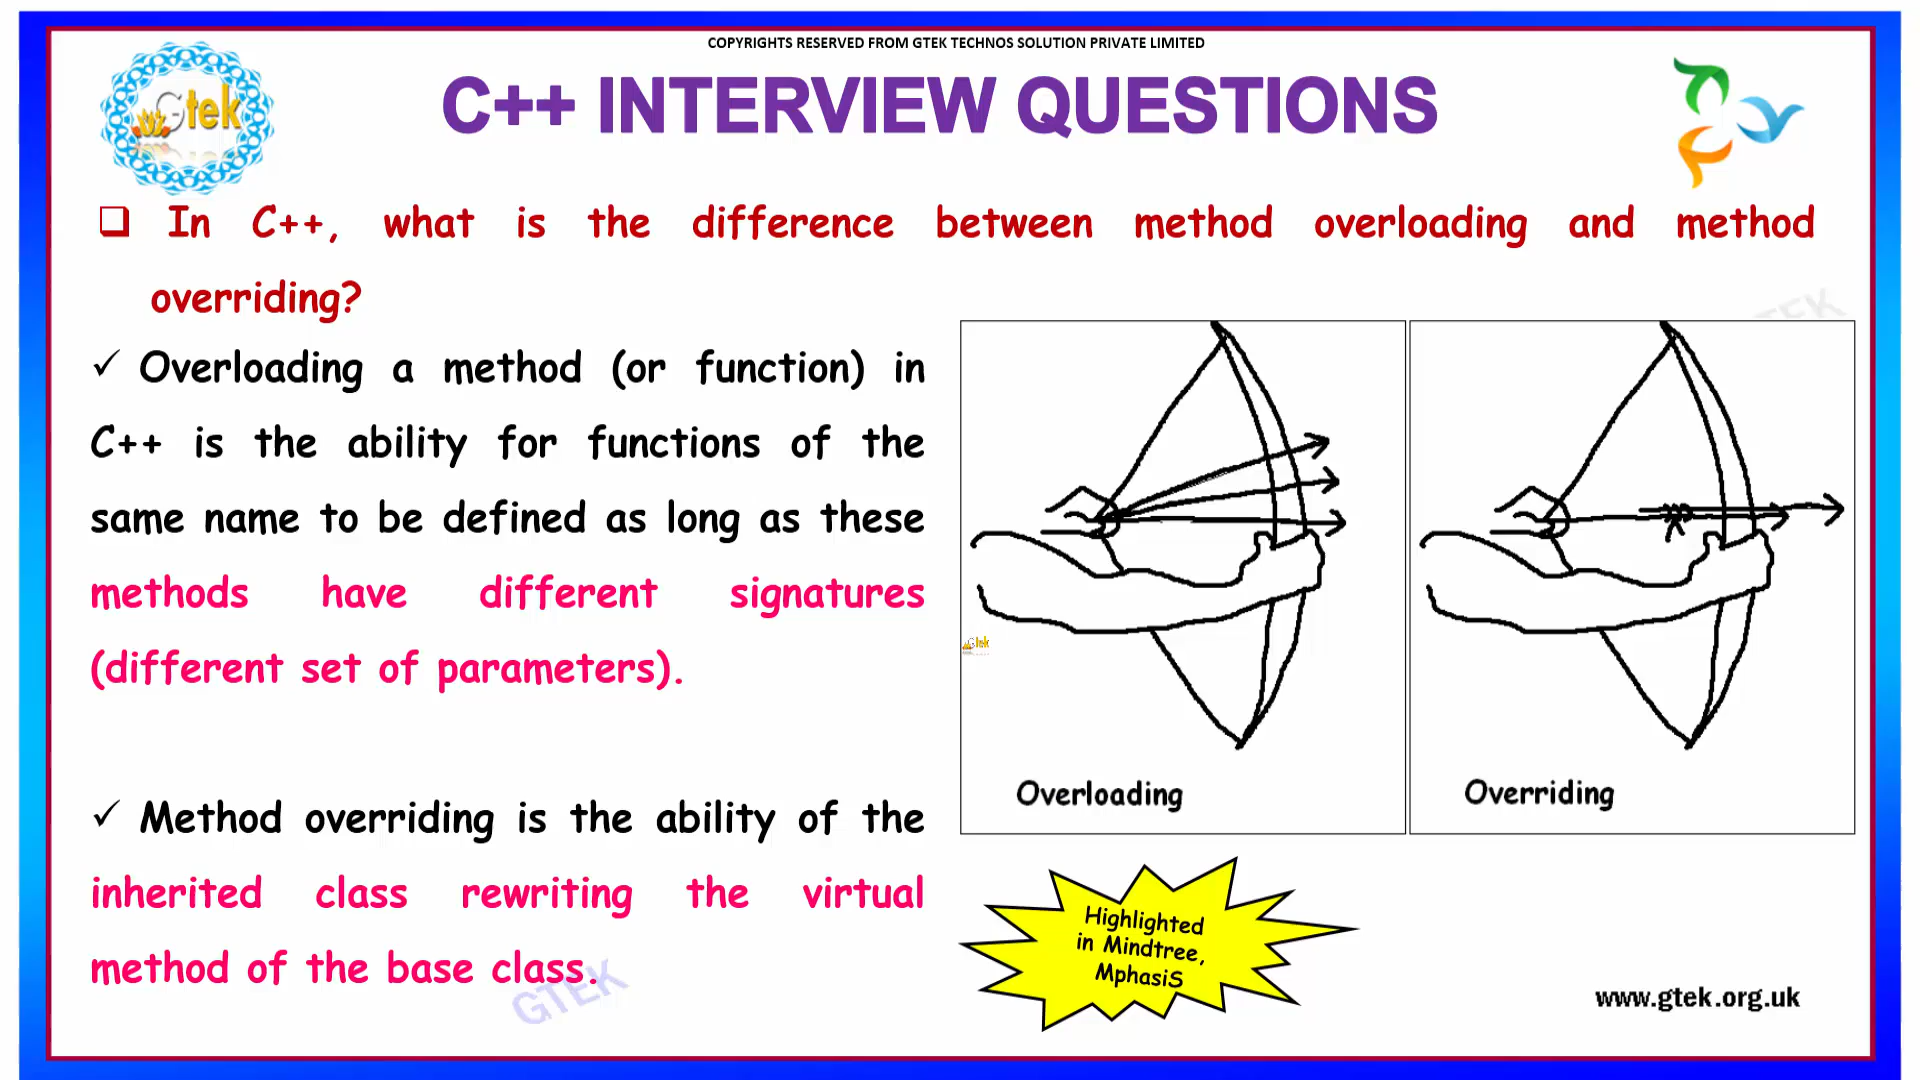 COPYRIGHTS RESERVED FROM GTEK TECHNOS SOLUTION PRIVATE LIMITED
Gtek
C++ INTERVIEW QUESTIONS
❑ In C++, what is the difference between method overloading and method
overriding?
GTEK
✓ Overloading a method (or function) in
C++ is the ability for functions of the
same name to be defined as long as these
methods have different signatures
(different set of parameters).
Gtek
Overloading
Overriding
✓ Method overriding is the ability of the
inherited class rewriting the virtual
method of the base class.
GTEK
Highlighted
in Mindtree,
MphasiS
www.gtek.org.uk